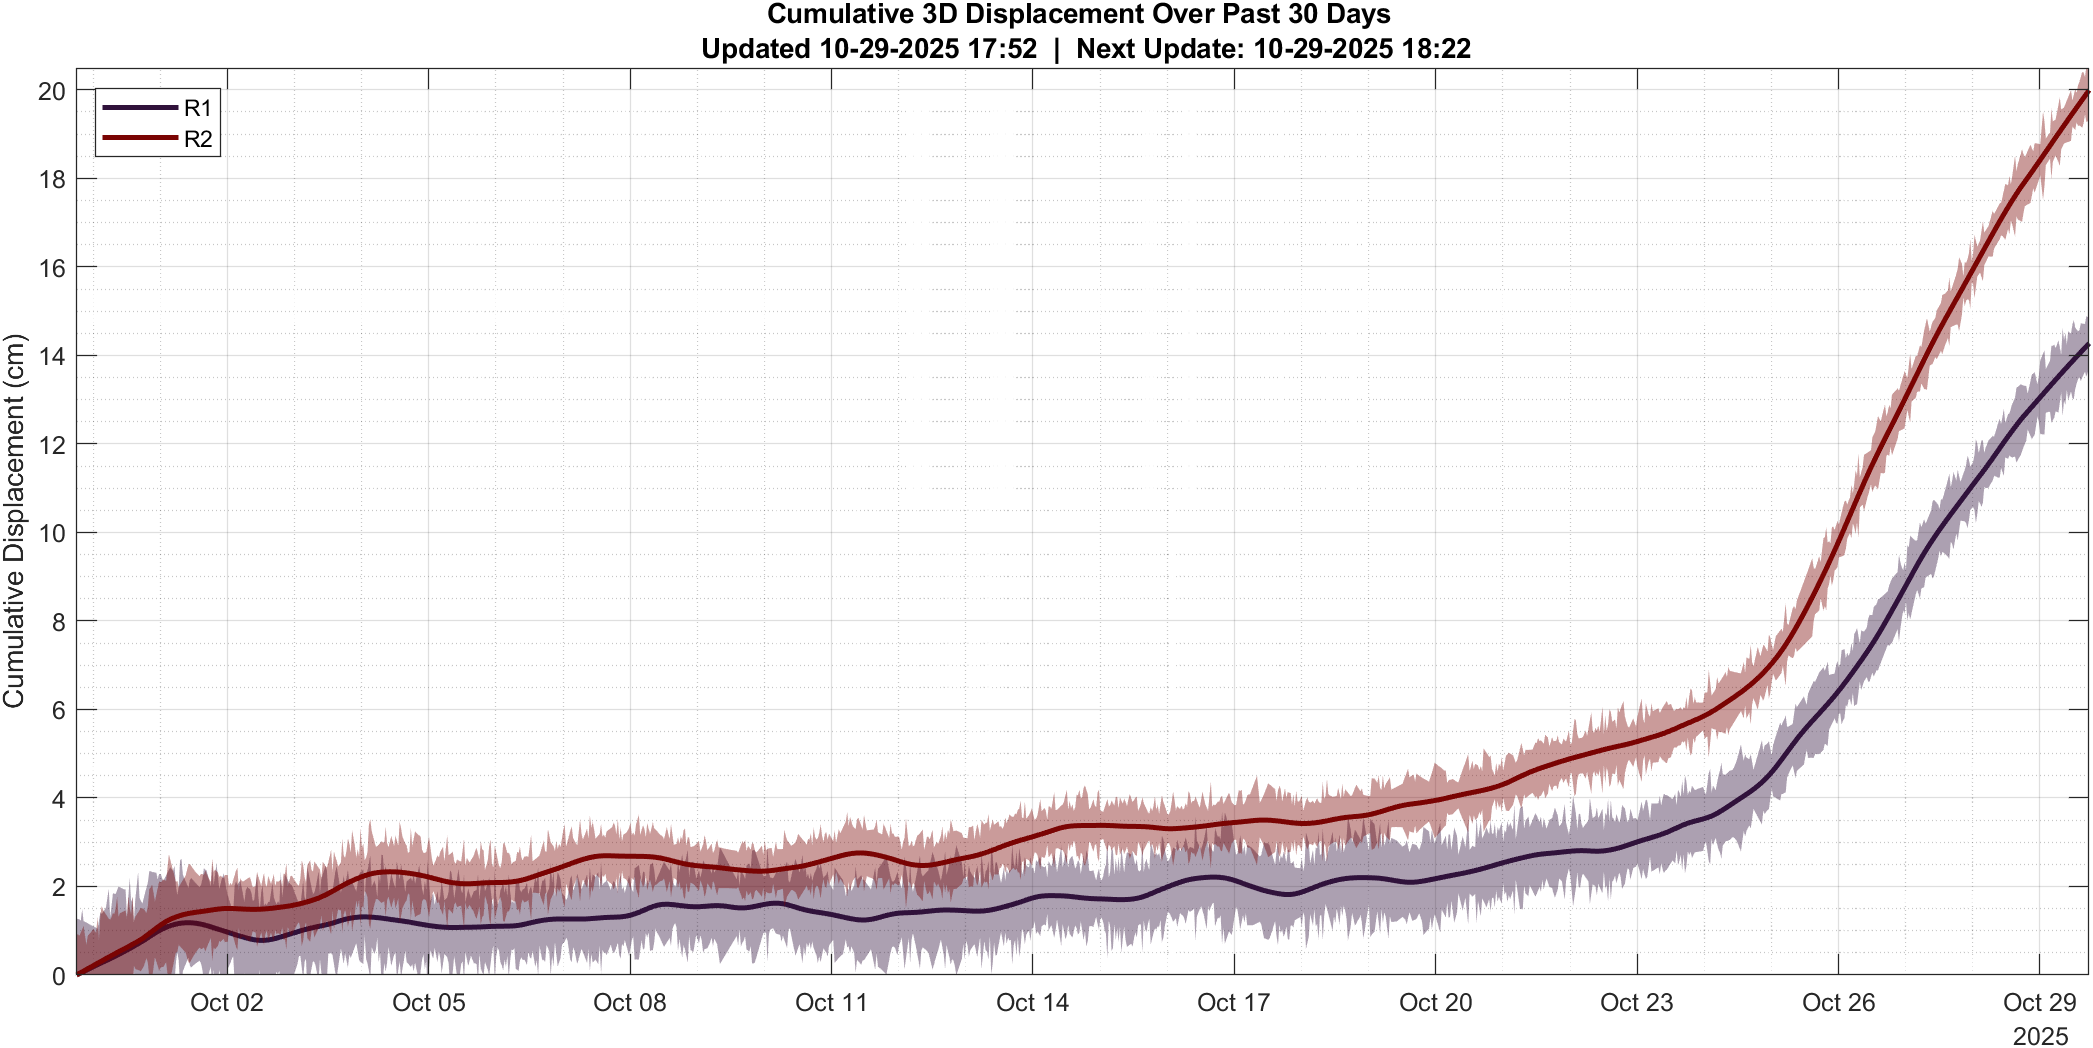 Cumulative 3D Displacement Over Past 30 Days
Updated 10-29-2025 17:52 | Next Update: 10-29-2025 18:22
R1
R2
Cumulative Displacement (cm)
20
18
16
14
12
10
8
6
4
2
0
Oct 02 Oct 05 Oct 08 Oct 11 Oct 14 Oct 17 Oct 20 Oct 23 Oct 26 Oct 29
2025